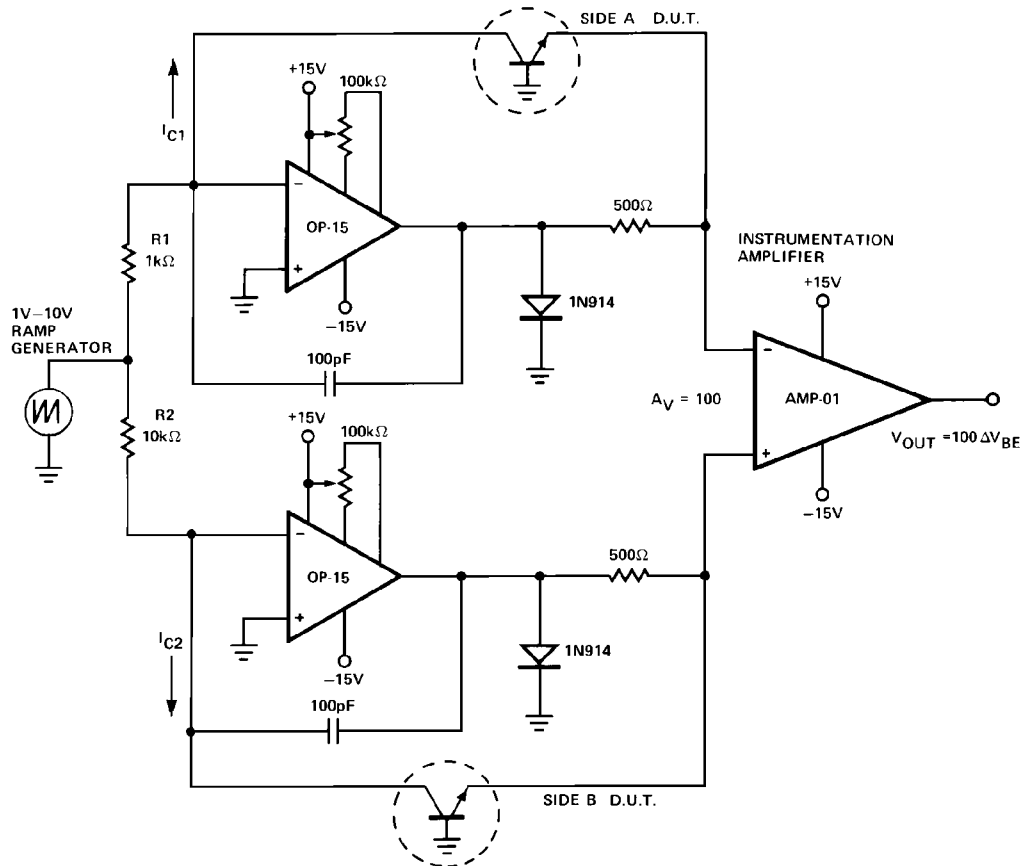 SIDE A D.U.T.
+15V
100kΩ
I_C1
−
OP-15
+
−15V
500Ω
R1
1kΩ
1N914
INSTRUMENTATION
AMPLIFIER
+15V
1V–10V
RAMP
GENERATOR
100pF
−
R2
10kΩ
+15V
100kΩ
A_V = 100
AMP-01
V_OUT = 100 ΔV_BE
+
−15V
−
OP-15
+
−15V
500Ω
I_C2
1N914
100pF
SIDE B D.U.T.